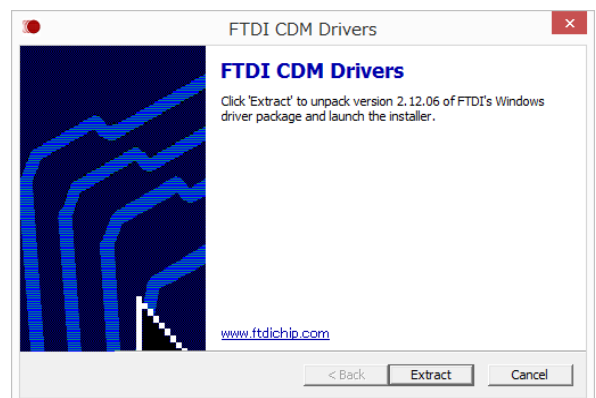 FTDI CDM Drivers
FTDI CDM Drivers
Click 'Extract' to unpack version 2.12.06 of FTDI's Windows
driver package and launch the installer.
www.ftdichip.com
< Back Extract Cancel